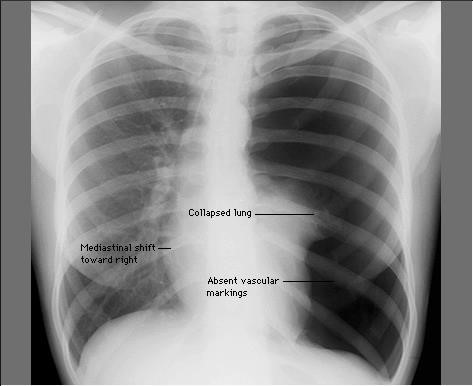 Collapsed lung
Mediastinal shift
toward right
Absent vascular
markings